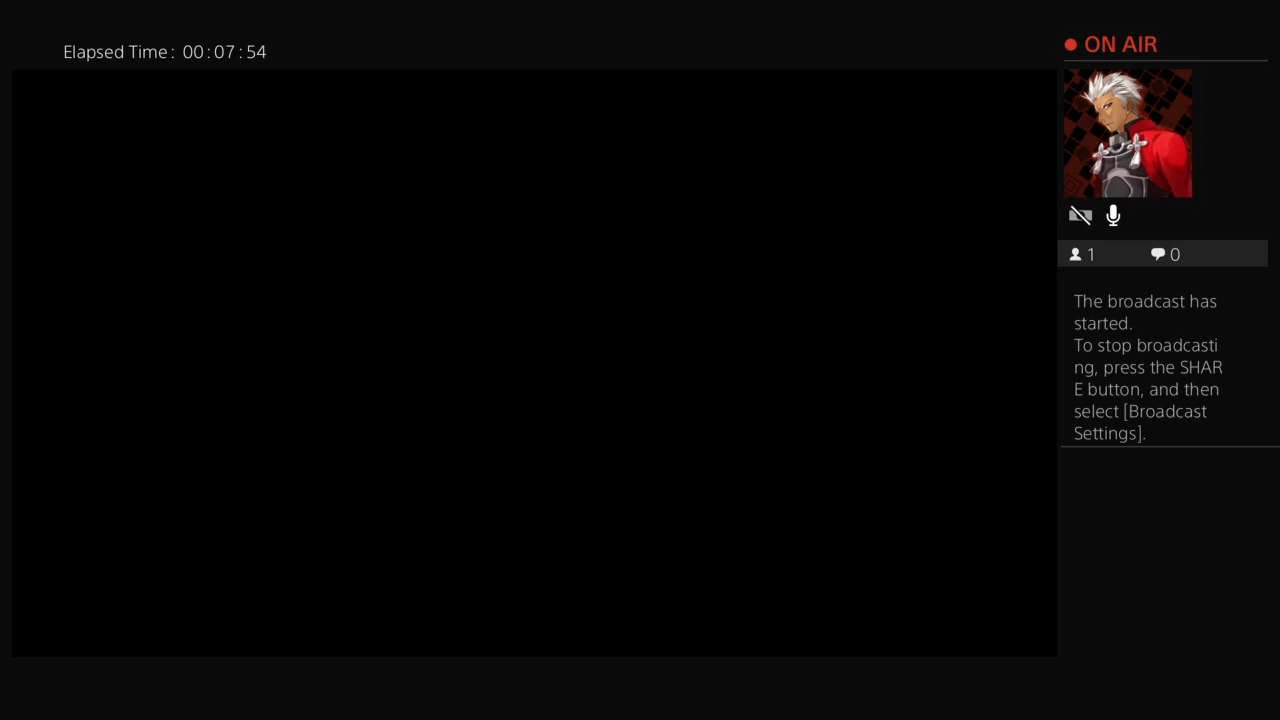 Elapsed Time: 00:07:54
ON AIR
1 0
The broadcast has
started.
To stop broadcasti
ng, press the SHAR
E button, and then
select [Broadcast
Settings].